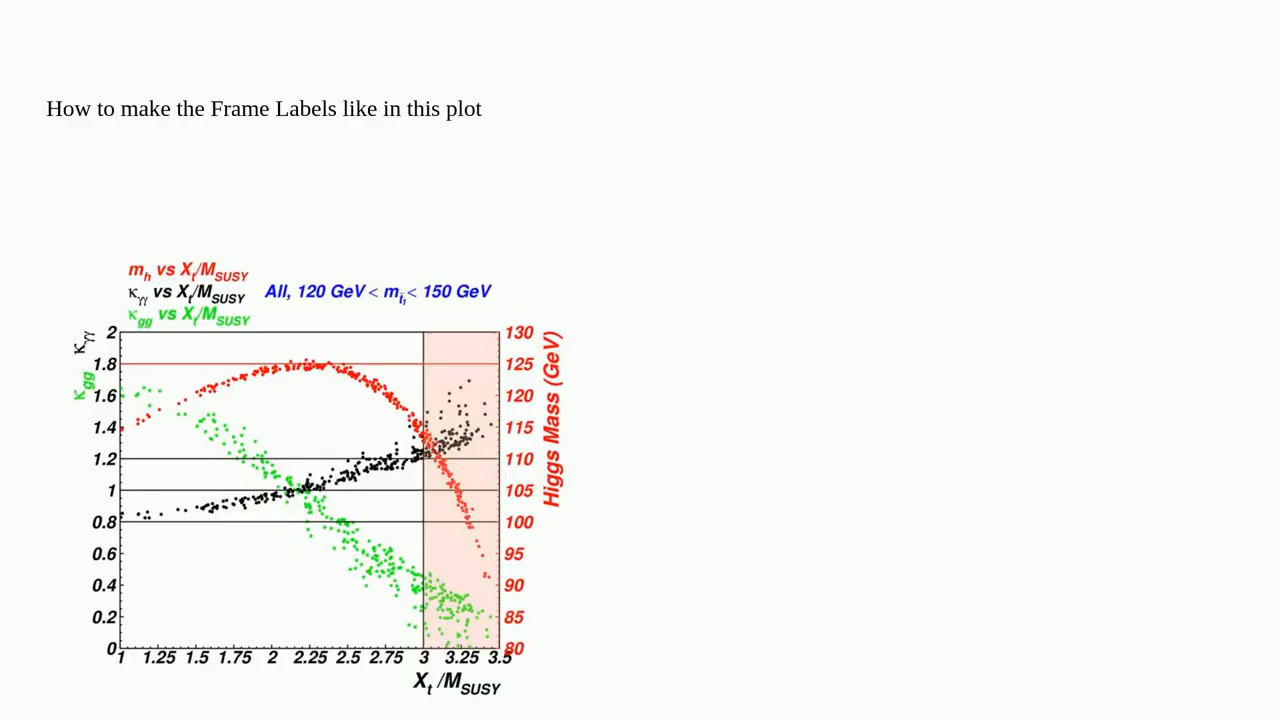 How to make the Frame Labels like in this plot
m_h vs X_t/M_SUSY
κ_γγ vs X_t/M_SUSY All, 120 GeV < m_t̃₁ < 150 GeV
κ_gg vs X_t/M_SUSY
κ_γγ
κ_gg
2
1.8
1.6
1.4
1.2
1
0.8
0.6
0.4
0.2
0
130
125
120
115
110
105
100
95
90
85
80
Higgs Mass (GeV)
1 1.25 1.5 1.75 2 2.25 2.5 2.75 3 3.25 3.5
X_t /M_SUSY